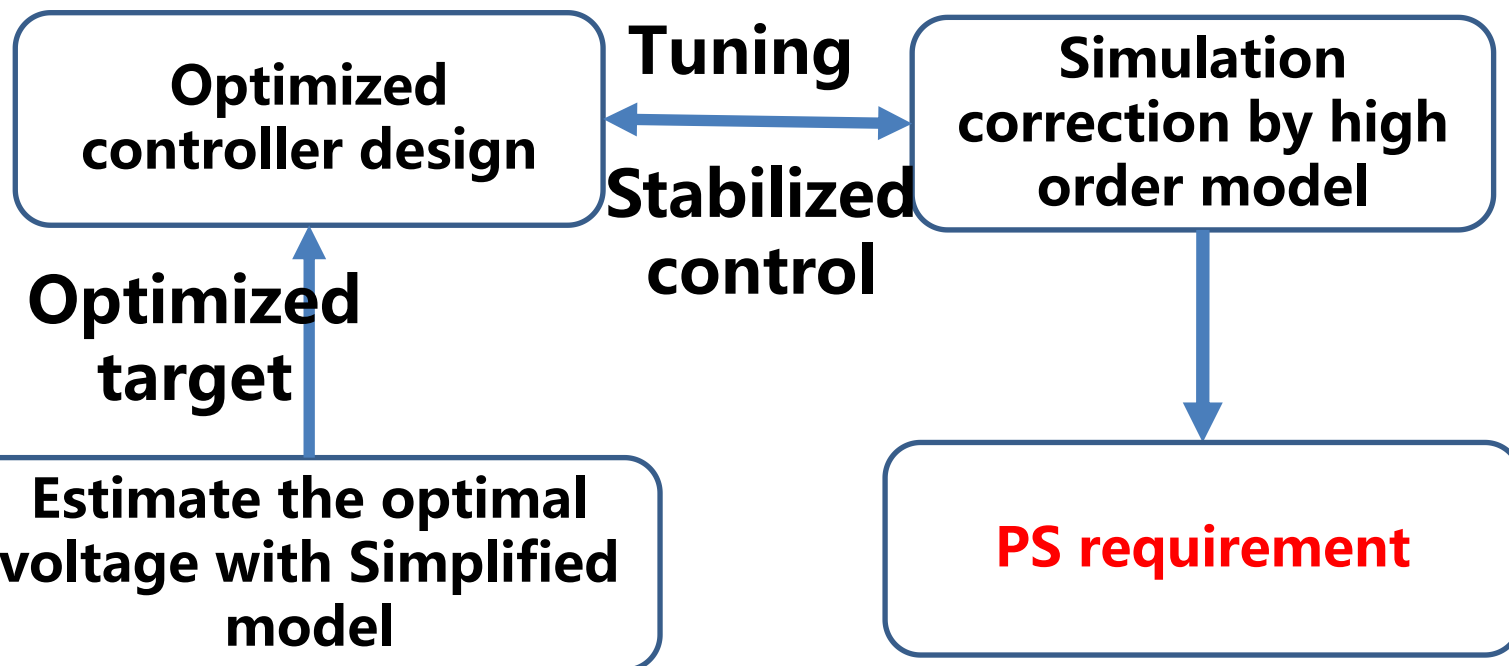 Optimized
controller design
Tuning
Stabilized
control
Simulation
correction by high
order model
Optimized
target
Estimate the optimal
voltage with Simplified
model
PS requirement